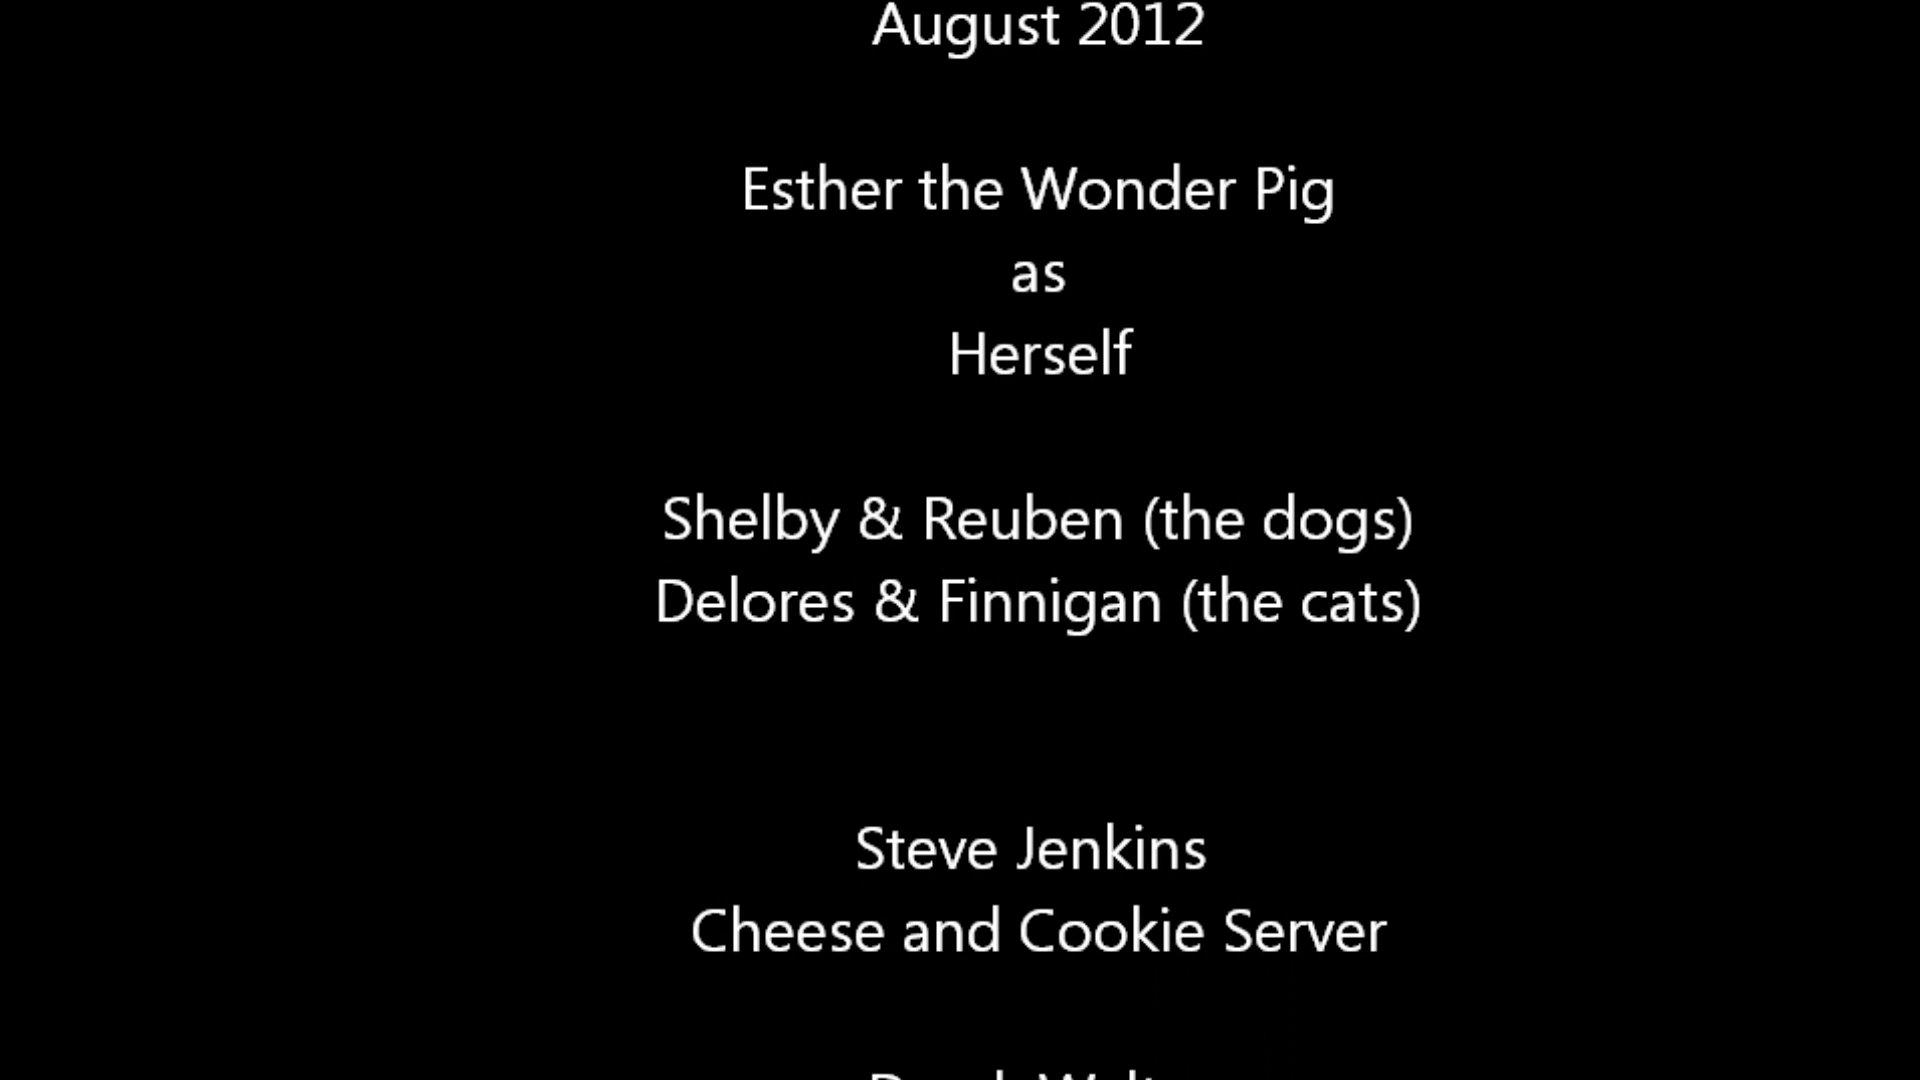 August 2012
Esther the Wonder Pig
as
Herself
Shelby & Reuben (the dogs)
Delores & Finnigan (the cats)
Steve Jenkins
Cheese and Cookie Server